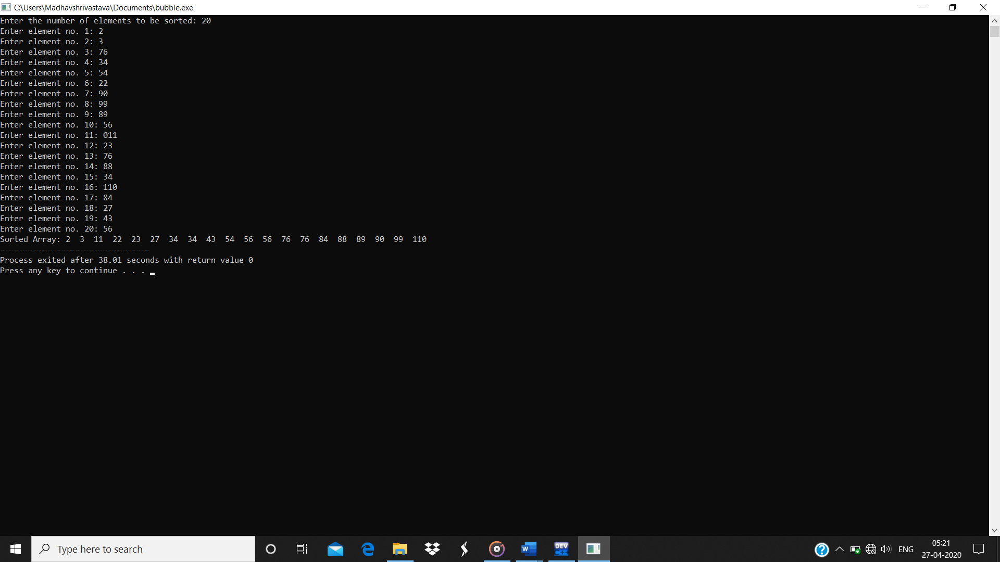 C:\Users\Madhavshrivastava\Documents\bubble.exe
Enter the number of elements to be sorted: 20
Enter element no. 1: 2
Enter element no. 2: 3
Enter element no. 3: 76
Enter element no. 4: 34
Enter element no. 5: 54
Enter element no. 6: 22
Enter element no. 7: 90
Enter element no. 8: 99
Enter element no. 9: 89
Enter element no. 10: 56
Enter element no. 11: 011
Enter element no. 12: 23
Enter element no. 13: 76
Enter element no. 14: 88
Enter element no. 15: 34
Enter element no. 16: 110
Enter element no. 17: 84
Enter element no. 18: 27
Enter element no. 19: 43
Enter element no. 20: 56
Sorted Array: 2  3  11  22  23  27  34  34  43  54  56  56  76  76  84  88  89  90  99  110
--------------------------------
Process exited after 38.01 seconds with return value 0
Press any key to continue . . .
Type here to search
W
DEV
C++
ENG
05:21
27-04-2020